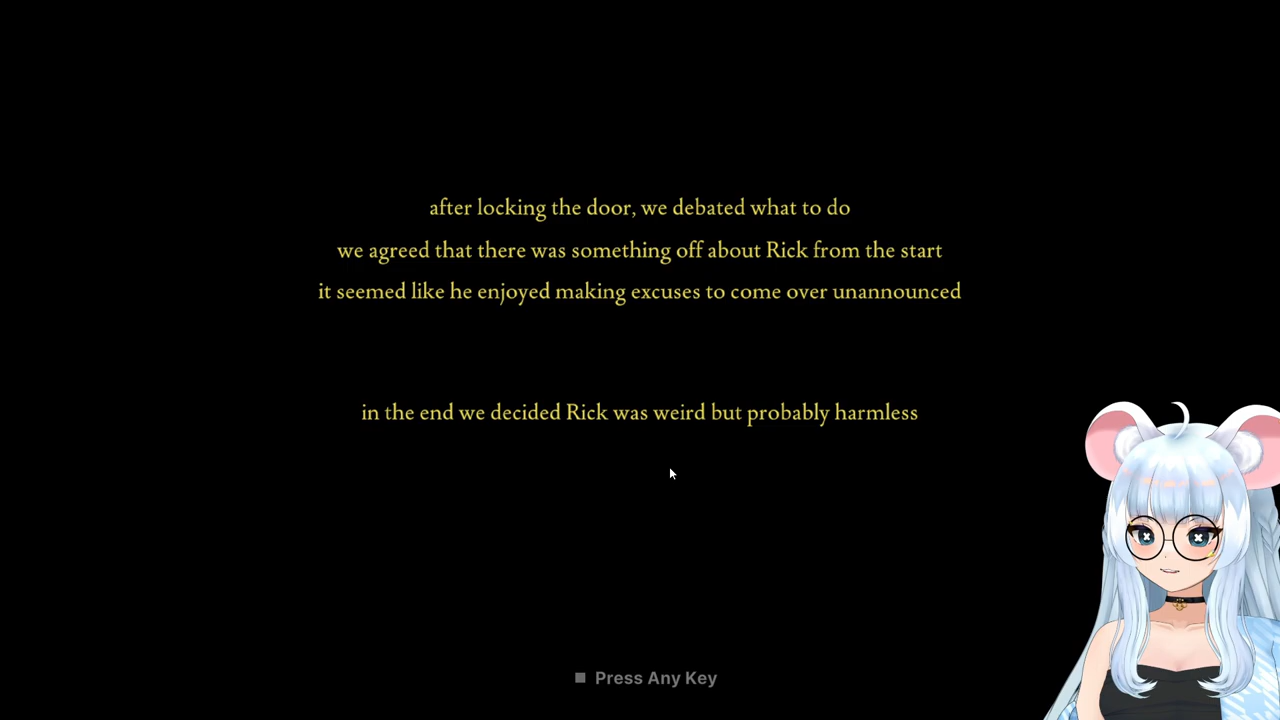 after locking the door, we debated what to do
we agreed that there was something off about Rick from the start
it seemed like he enjoyed making excuses to come over unannounced
in the end we decided Rick was weird but probably harmless
Press Any Key